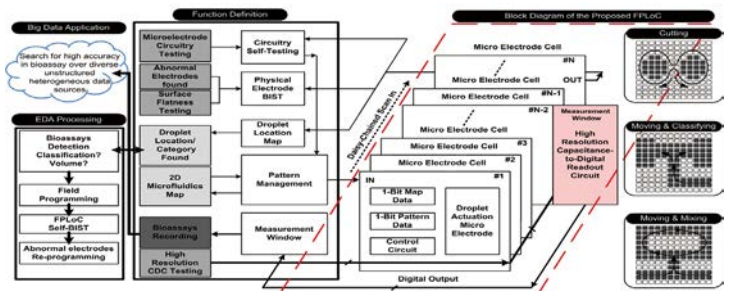 Big Data Application
Search for high accuracy
in bioassay over diverse
unstructured
heterogeneous data
sources.
EDA Processing
Bioassays
Detection
Classification?
Volume?
Field
Programming
FPLoC
Self-BIST
Abnormal electrodes
Re-programming
Function Definition
Microelectrode
Circuitry
Testing
Abnormal
Electrodes
found
Surface
Flatness
Testing
Droplet
Location/
Category
Found
2D
Microfluidics
Map
Bioassays
Recording
High
Resolution
CDC Testing
Circuitry
Self-Testing
Physical
Electrode
BIST
Droplet
Location
Map
Pattern
Management
Measurement
Window
Block Diagram of the Proposed FPLoC
Daisy-Chained Scan In
Micro Electrode Cell
#N
Micro Electrode Cell
OUT
#N-1
Micro Electrode Cell
#N-2
Micro Electrode Cell
#3
Micro Electrode Cell
#2
Micro Electrode Cell
#1
IN
1-Bit Map
Data
1-Bit Pattern
Data
Control
Circuit
Droplet
Actuation
Micro
Electrode
Digital Output
Measurement
Window
High
Resolution
Capacitance-
to-Digital
Readout
Circuit
Cutting
Moving & Classifying
Moving & Mixing